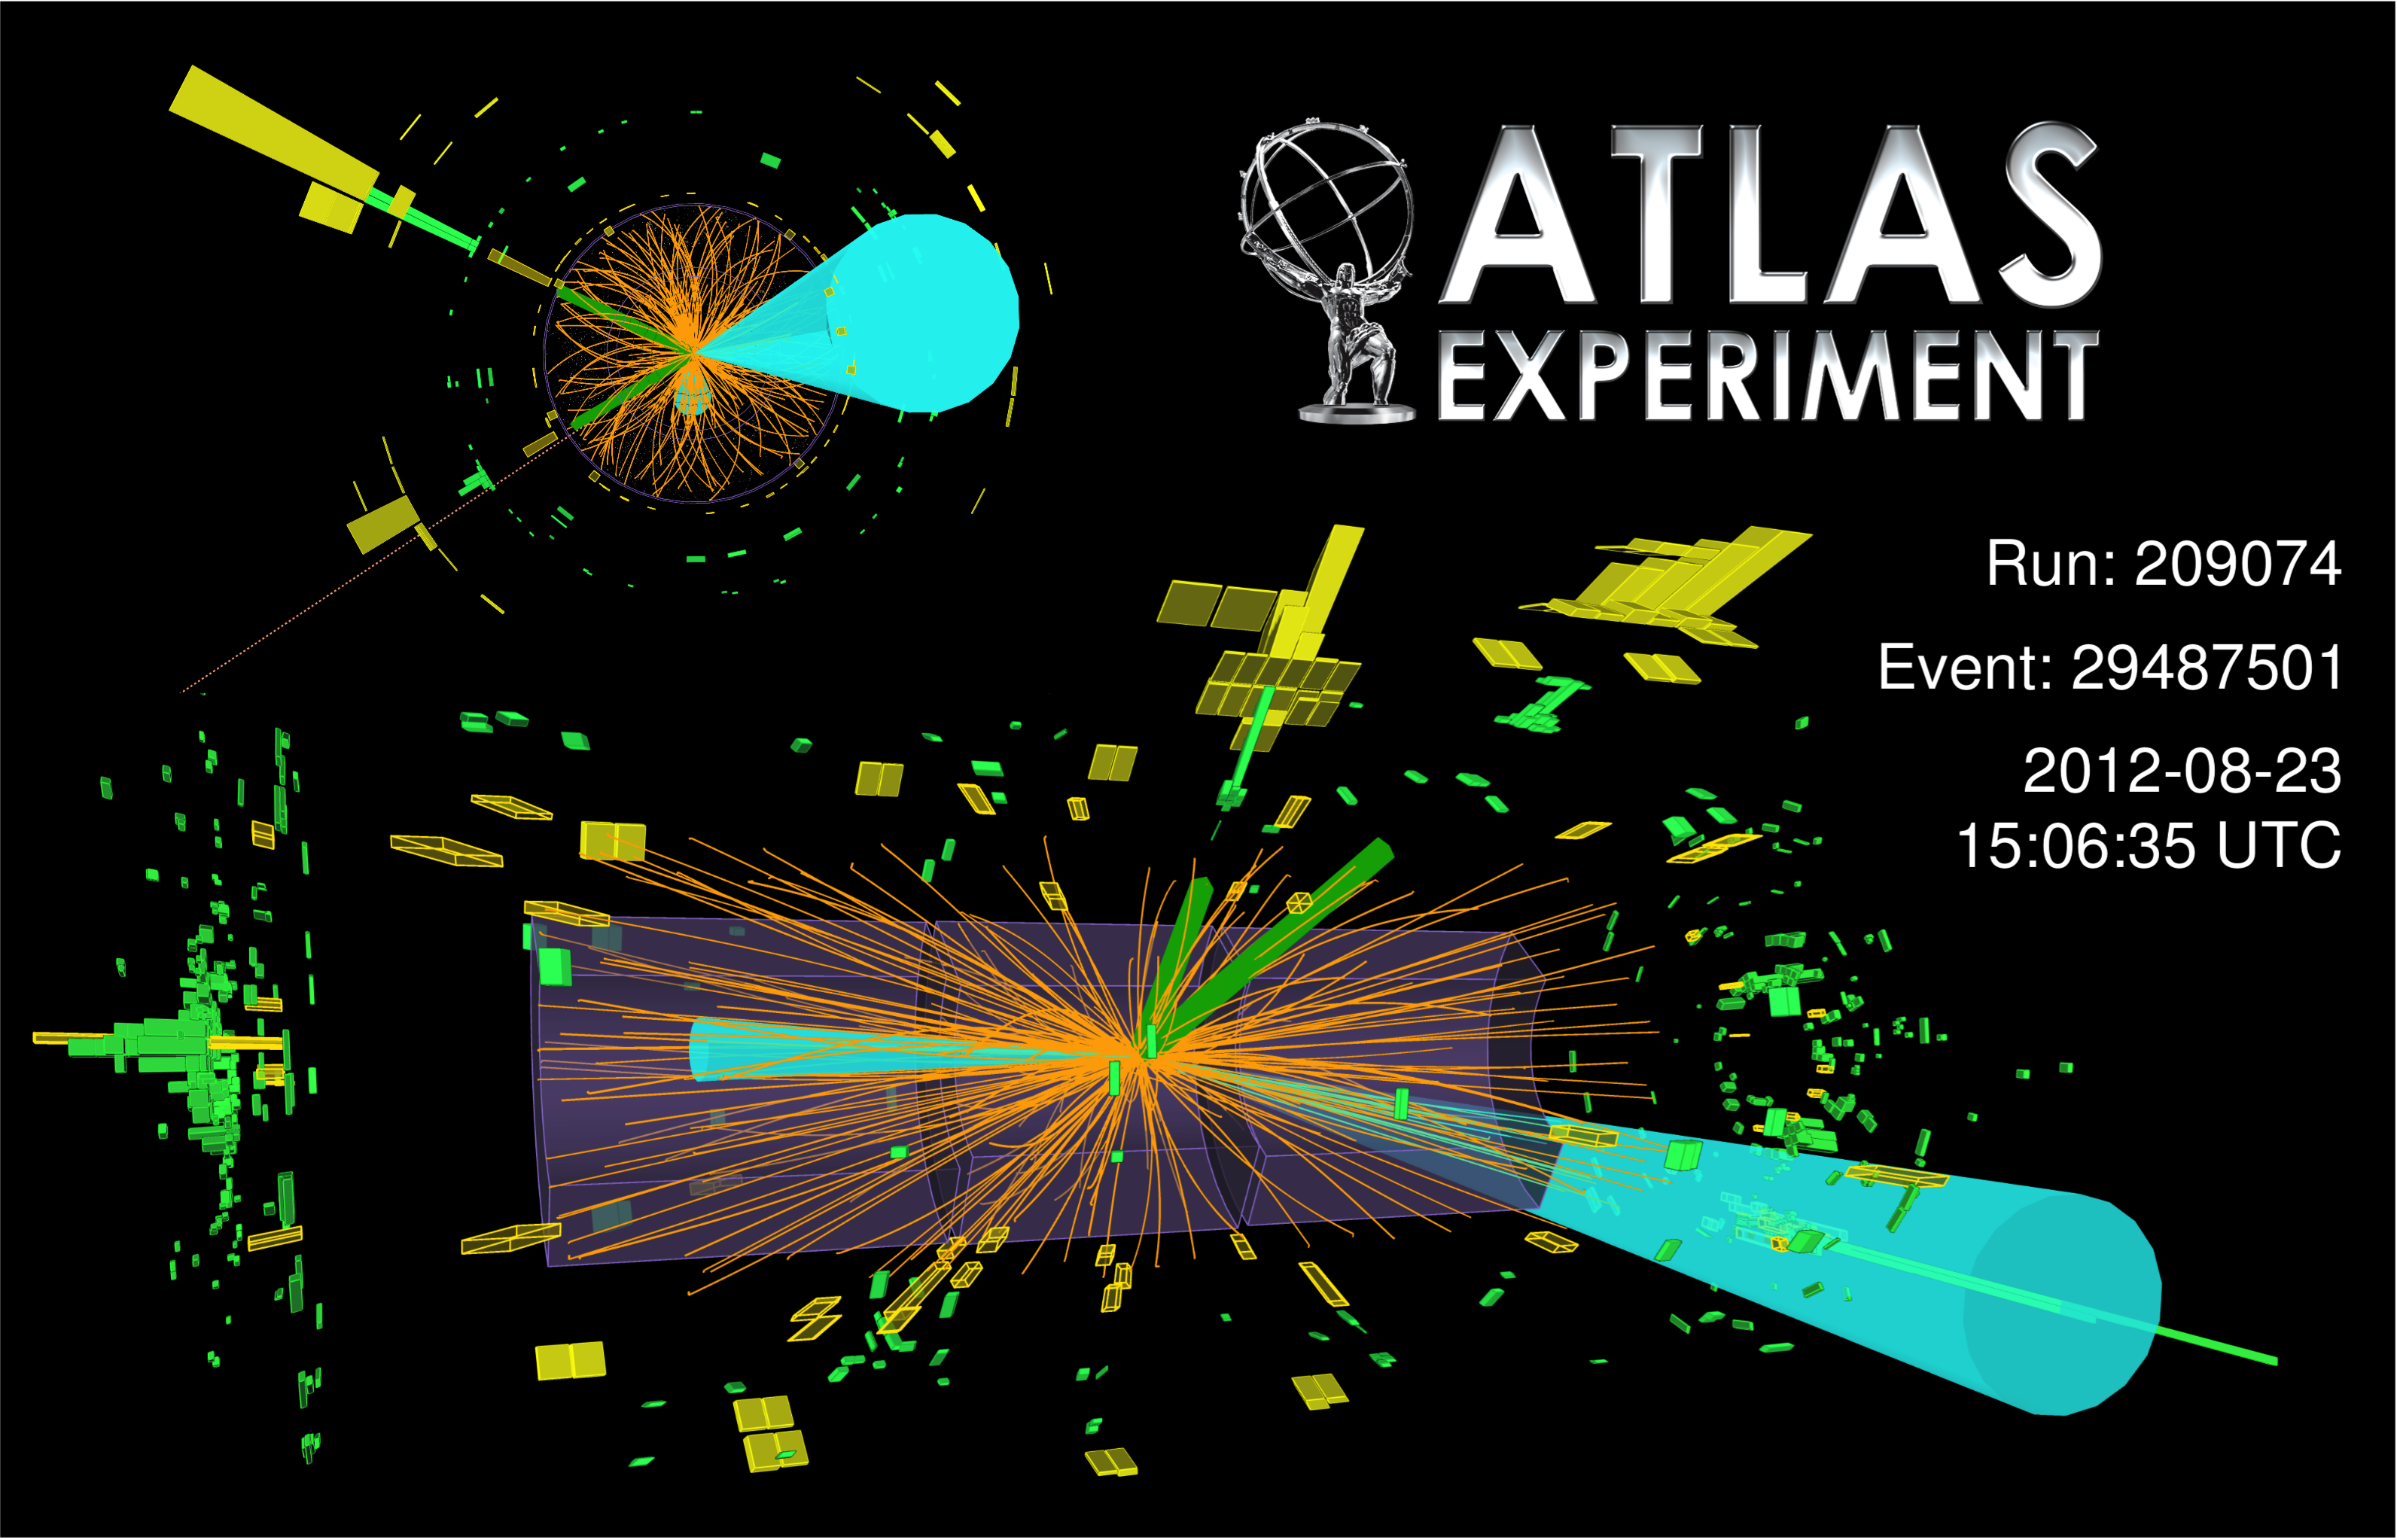 ATLAS
EXPERIMENT
Run: 209074
Event: 29487501
2012-08-23
15:06:35 UTC